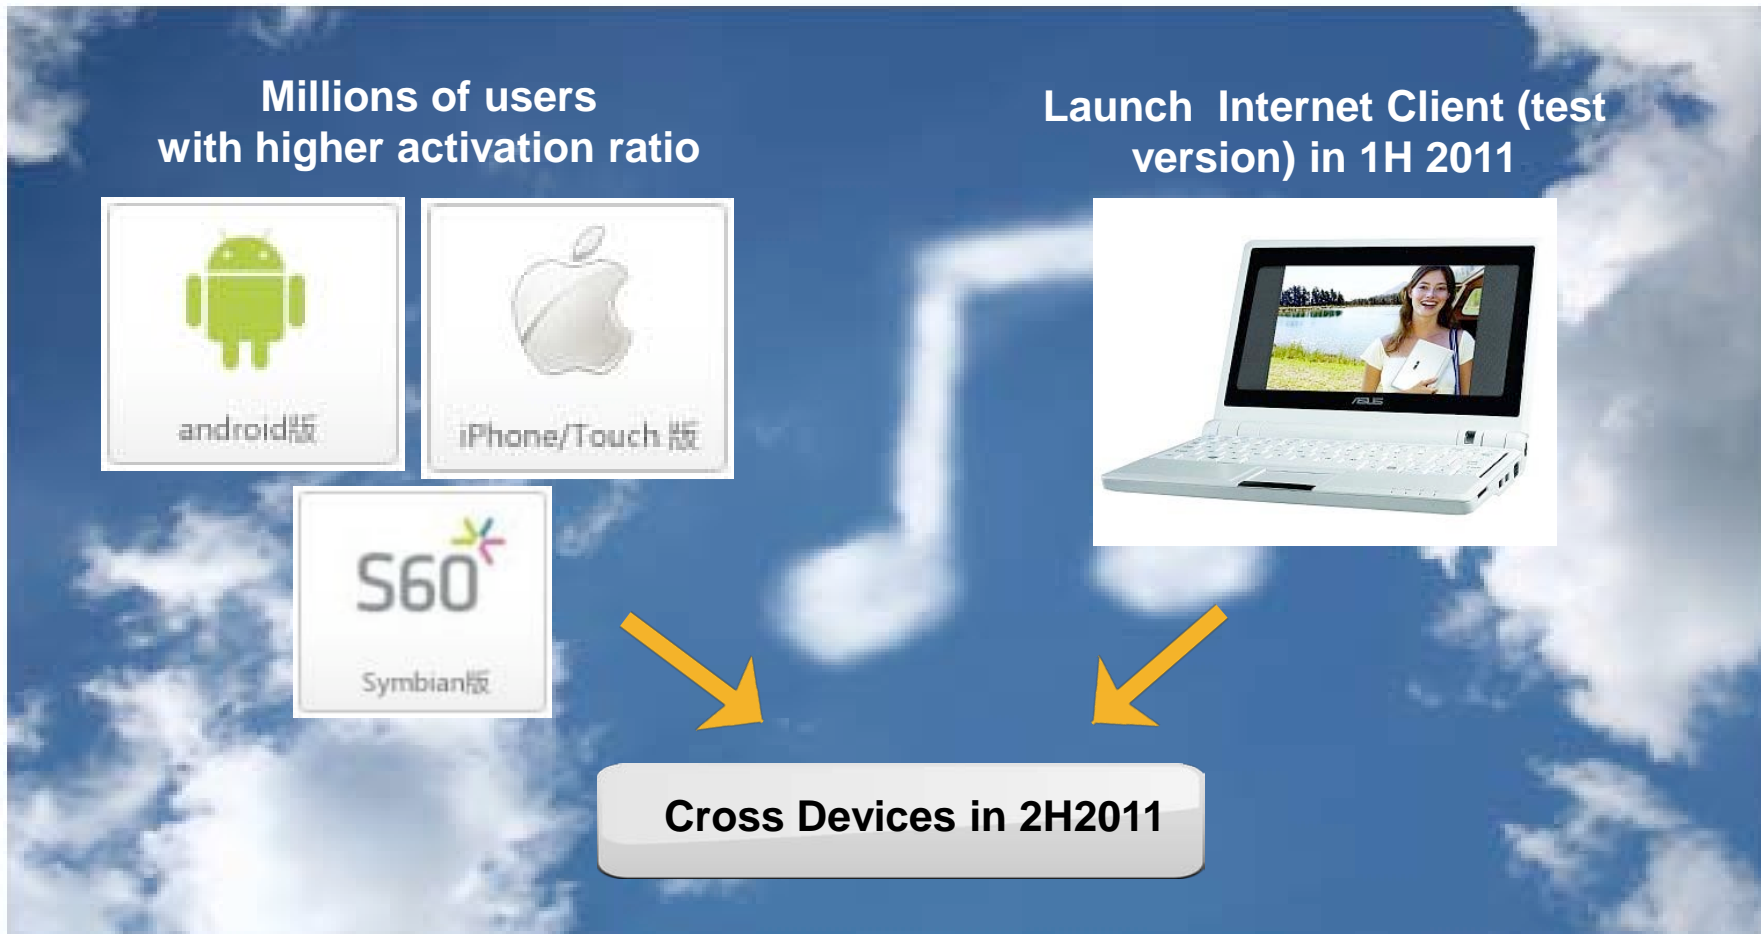 Millions of users
with higher activation ratio
Launch  Internet Client (test
version) in 1H 2011
android版
iPhone/Touch 版
S60
Symbian版
ASUS
Cross Devices in 2H2011